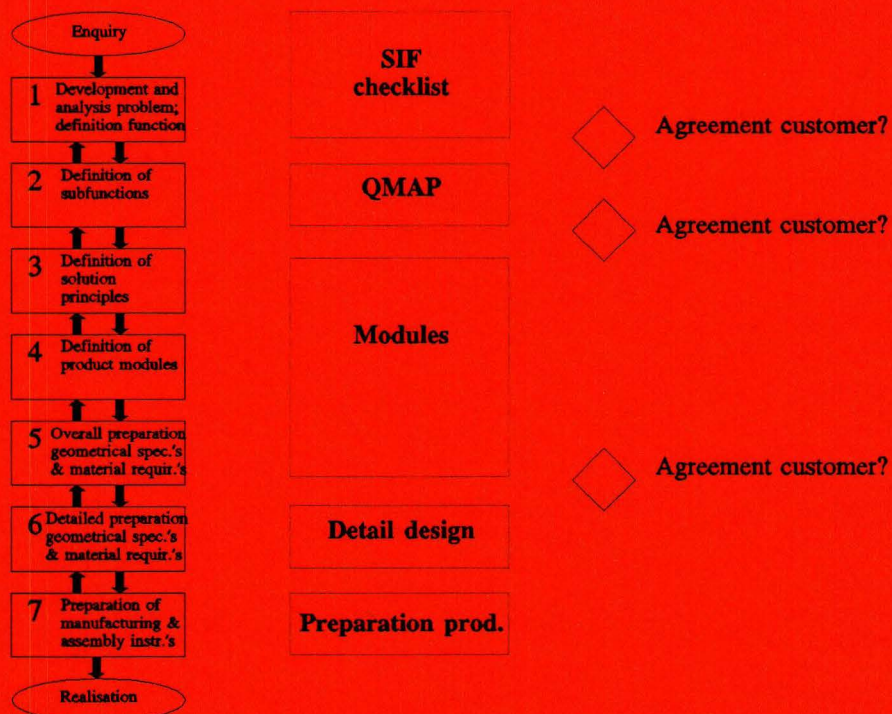 Enquiry
1 Development and
analysis problem;
definition function
2 Definition of
subfunctions
3 Definition of
solution
principles
4 Definition of
product modules
5 Overall preparation
geometrical spec.'s
& material requir.'s
6 Detailed preparation
geometrical spec.'s
& material requir.'s
7 Preparation of
manufacturing &
assembly instr.'s
Realisation
SIF
checklist
QMAP
Modules
Detail design
Preparation prod.
Agreement customer?
Agreement customer?
Agreement customer?